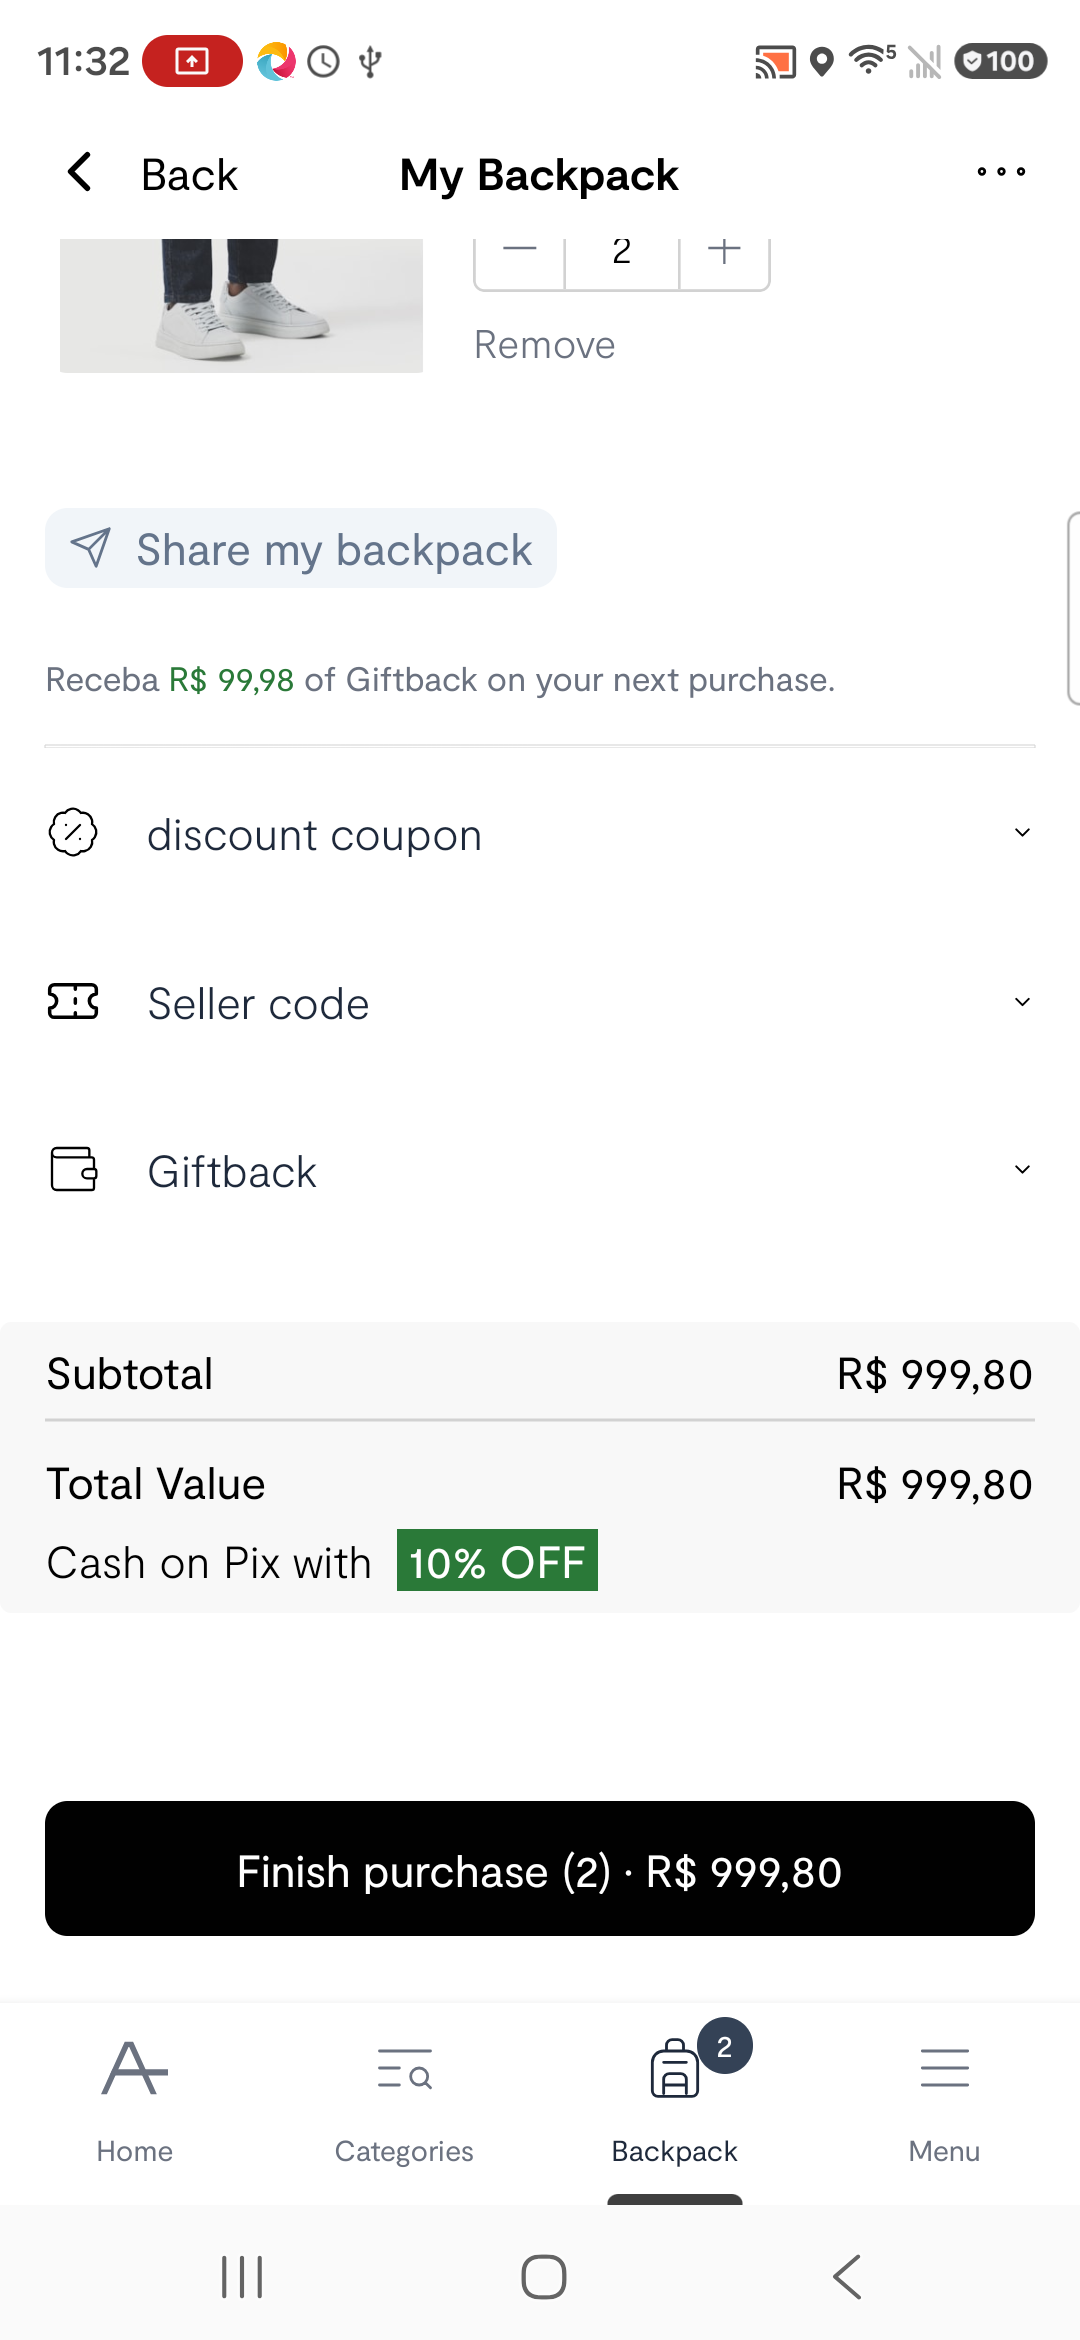 11:32
5
100
Back
My Backpack
2
Remove
Share my backpack
Receba R$ 99,98 of Giftback on your next purchase.
discount coupon
Seller code
Giftback
Subtotal R$ 999,80
Total Value R$ 999,80
Cash on Pix with 10% OFF
Finish purchase (2) · R$ 999,80
2
Home Categories Backpack Menu